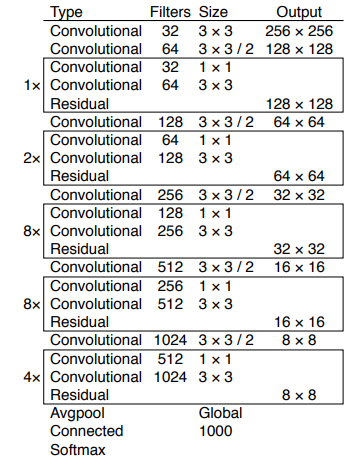 Type Filters Size Output
Convolutional 32 3 × 3 256 × 256
Convolutional 64 3 × 3 / 2 128 × 128
Convolutional 32 1 × 1
1× Convolutional 64 3 × 3
Residual 128 × 128
Convolutional 128 3 × 3 / 2 64 × 64
Convolutional 64 1 × 1
2× Convolutional 128 3 × 3
Residual 64 × 64
Convolutional 256 3 × 3 / 2 32 × 32
Convolutional 128 1 × 1
8× Convolutional 256 3 × 3
Residual 32 × 32
Convolutional 512 3 × 3 / 2 16 × 16
Convolutional 256 1 × 1
8× Convolutional 512 3 × 3
Residual 16 × 16
Convolutional 1024 3 × 3 / 2 8 × 8
Convolutional 512 1 × 1
4× Convolutional 1024 3 × 3
Residual 8 × 8
Avgpool Global
Connected 1000
Softmax